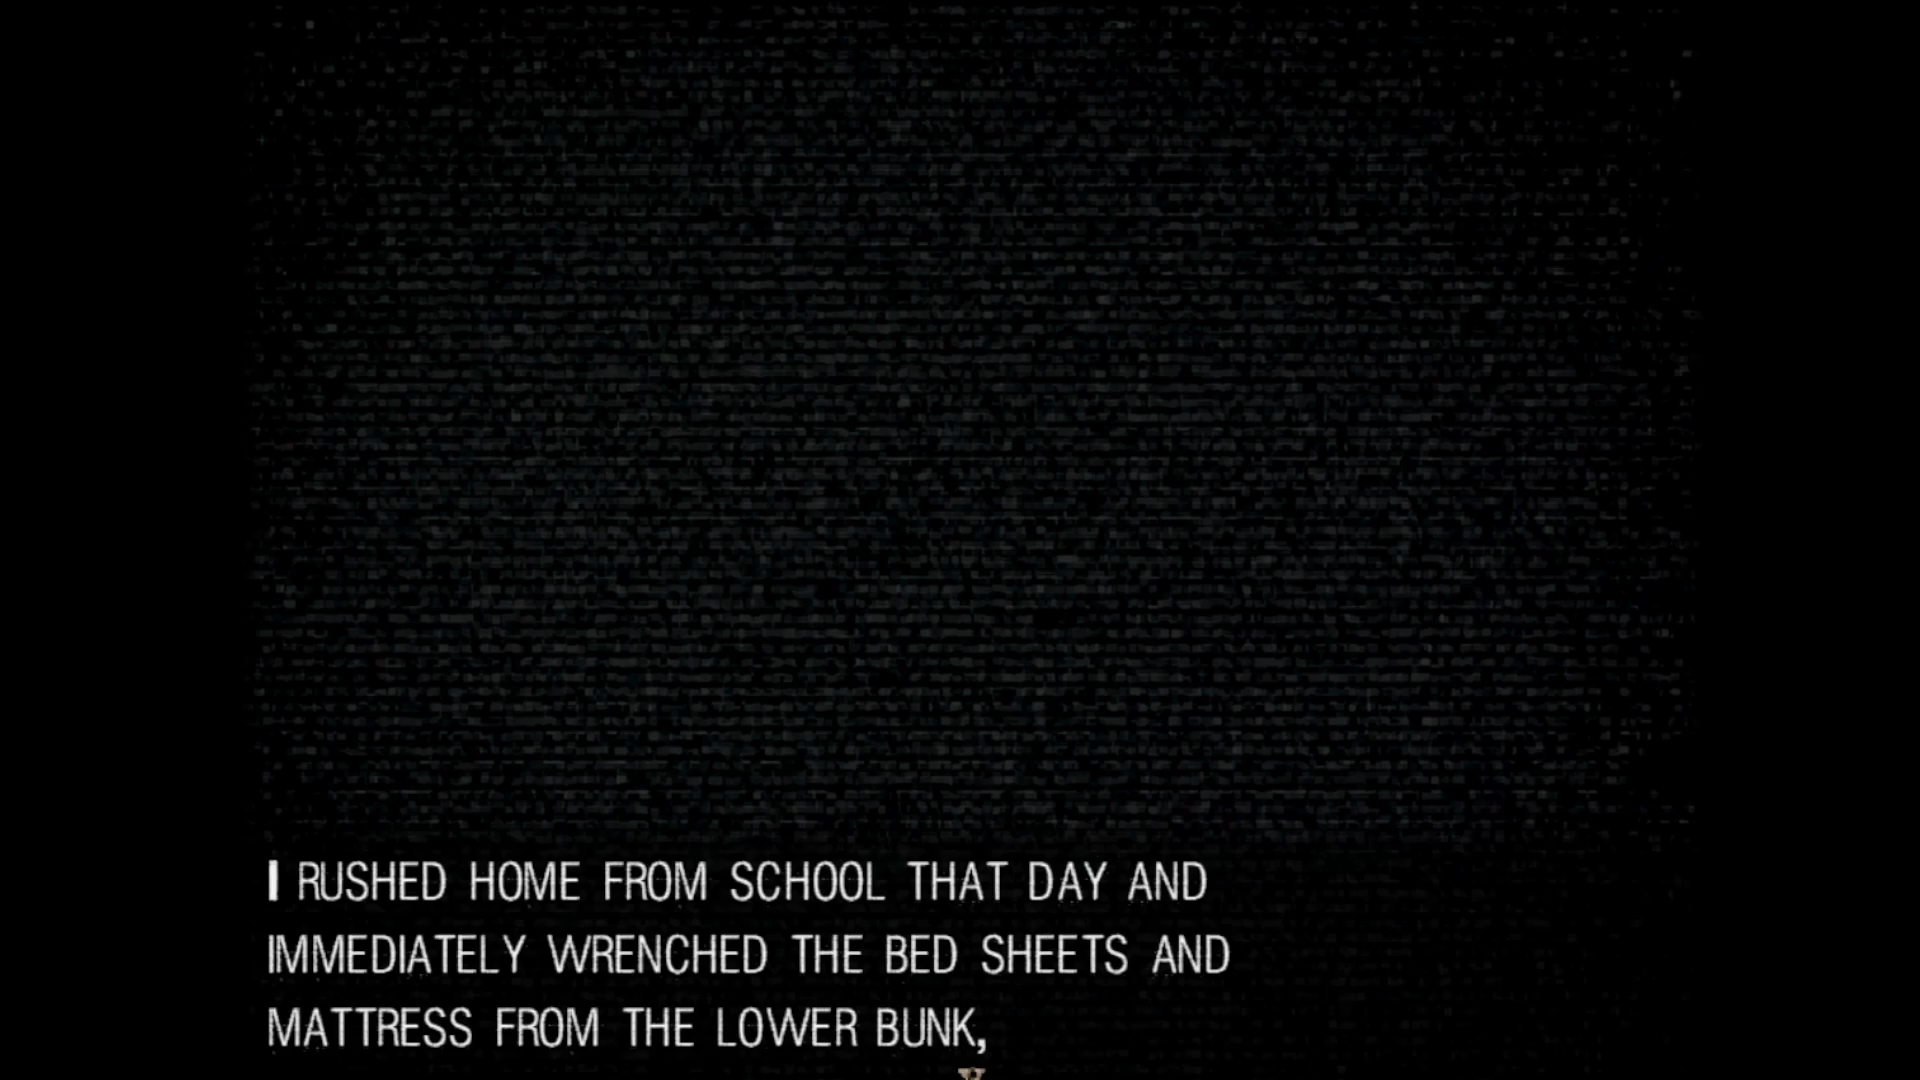 I RUSHED HOME FROM SCHOOL THAT DAY AND
IMMEDIATELY WRENCHED THE BED SHEETS AND
MATTRESS FROM THE LOWER BUNK,